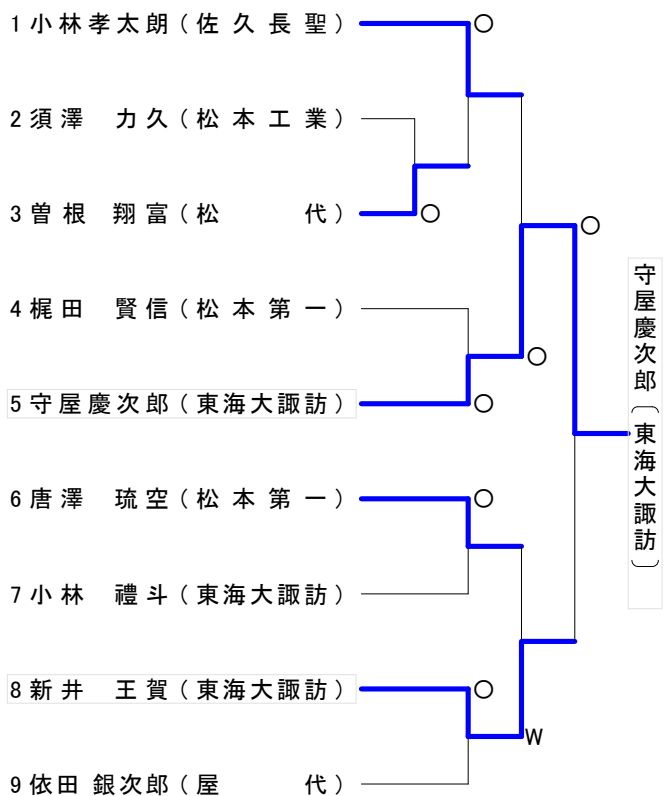 1 小林孝太朗（佐久長聖） ○
2 須澤 力久（松本工業）
3 曽根 翔富（松 代） ○
4 梶田 賢信（松本第一）
5 守屋慶次郎（東海大諏訪） ○
○
○
6 唐澤 琉空（松本第一） ○
7 小林 禮斗（東海大諏訪）
8 新井 王賀（東海大諏訪） ○
W
9 依田 銀次郎（屋 代）
守屋慶次郎（東海大諏訪）